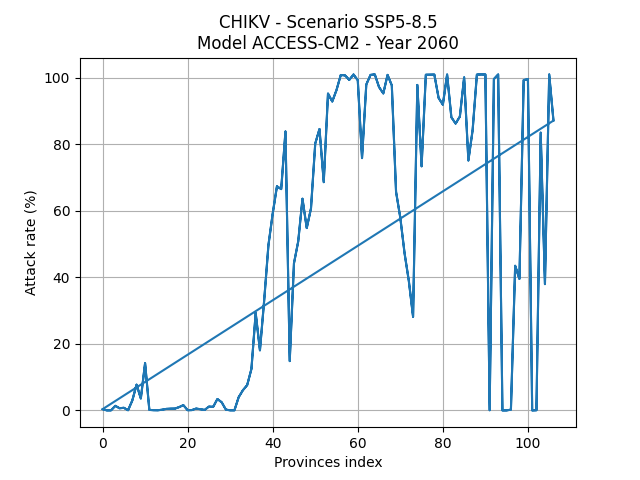 CHIKV - Scenario SSP5-8.5
Model ACCESS-CM2 - Year 2060
Attack rate (%)
100
80
60
40
20
0
0 20 40 60 80 100
Provinces index